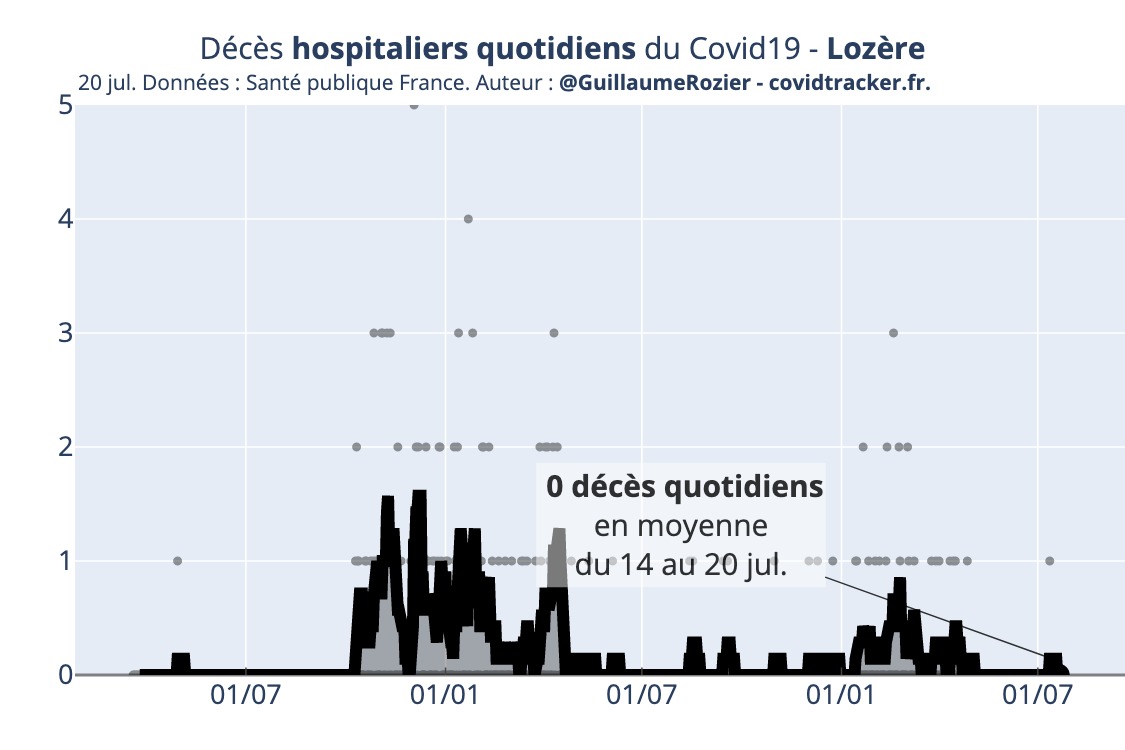 Décès hospitaliers quotidiens du Covid19 - Lozère
20 jul. Données : Santé publique France. Auteur : @GuillaumeRozier - covidtracker.fr.
5
4
3
2
1
0
0 décès quotidiens
en moyenne
du 14 au 20 jul.
01/07
01/01
01/07
01/01
01/07